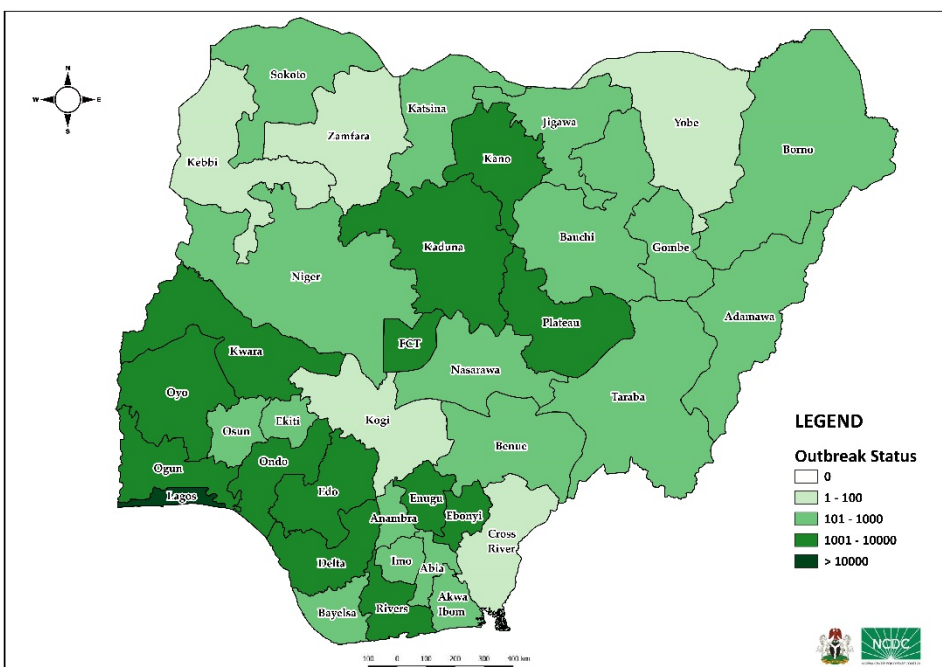 N
W E
S
Sokoto
Katsina
Jigawa
Yobe
Borno
Zamfara
Kebbi
Kano
Bauchi
Gombe
Kaduna
Niger
Adamawa
Plateau
FCT
Kwara
Nasarawa
Oyo
Taraba
Kogi
Ekiti
Osun
Benue
Ogun
Ondo
Lagos
Edo
Enugu
Ebonyi
Anambra
Cross
River
Delta
Imo
Abia
Akwa
Ibom
Rivers
Bayelsa
LEGEND
Outbreak Status
0
1 - 100
101 - 1000
1001 - 10000
> 10000
100 0 100 200 300 400 km
NCDC